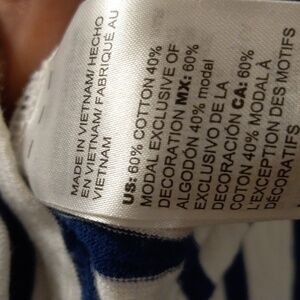 MADE IN VIETNAM/ HECHO
EN VIETNAM/ FABRIQUÉ AU
VIETNAM
US: 60% COTTON 40%
MODAL EXCLUSIVE OF
DECORATION MX: 60%
ALGODÓN 40% modal
EXCLUSIVO DE LA
DECORACIÓN CA: 60%
COTON 40% MODAL À
L'EXCEPTION DES MOTIFS